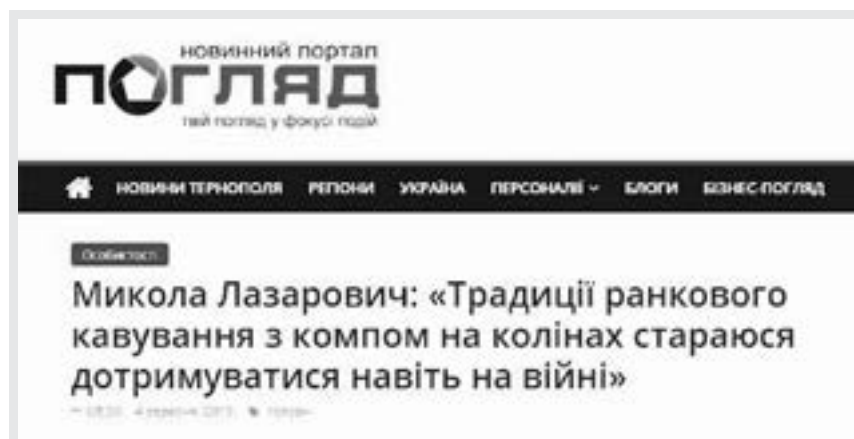 НОВИННИЙ ПОРТАЛ
ПОГЛЯД
твій погляд у фокусі подій
НОВИНИ ТЕРНОПОЛЯ РЕГІОНИ УКРАЇНА ПЕРСОНАЛІЇ БЛОГИ БІЗНЕС-ПОГЛЯД
Особистості
Микола Лазарович: «Традиції ранкового
кавування з компом на колінах стараюся
дотримуватися навіть на війні»